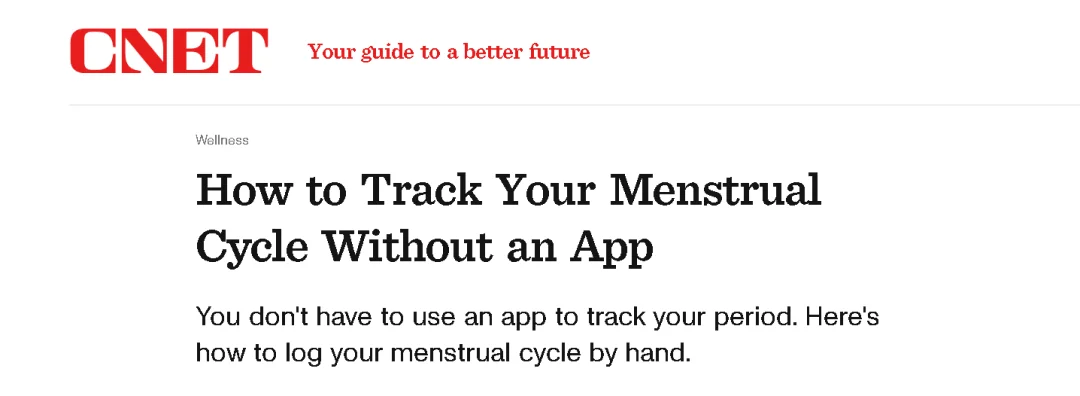 CNET
Your guide to a better future
Wellness
How to Track Your Menstrual
Cycle Without an App
You don't have to use an app to track your period. Here's
how to log your menstrual cycle by hand.